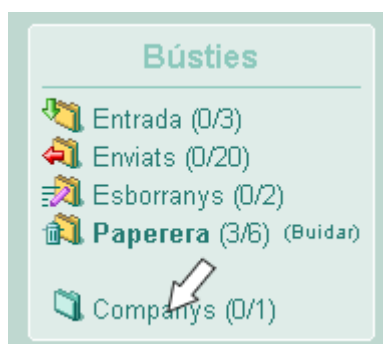 Bústies
Entrada (0/3)
Enviats (0/20)
Esborranys (0/2)
Paperera (3/6) (Buidar)
Companys (0/1)